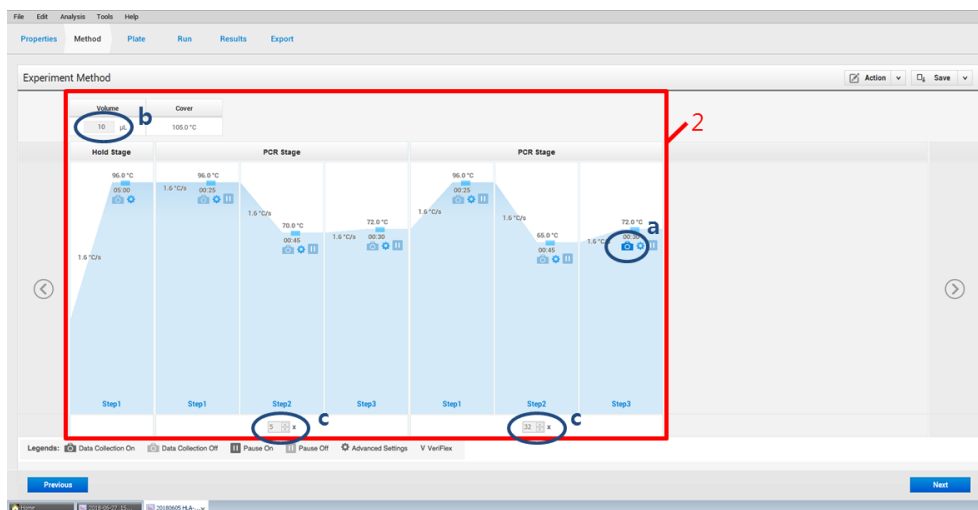 File Edit Analysis Tools Help
Properties Method Plate Run Results Export
Experiment Method Action Save
Volume Cover
10 µL 105.0 °C
b
2
Hold Stage PCR Stage PCR Stage
96.0 °C 96.0 °C 96.0 °C
05:00 1.6 °C/s 00:25 00:25
1.6 °C/s 70.0 °C 72.0 °C 1.6 °C/s 1.6 °C/s 72.0 °C a
00:45 1.6 °C/s 00:30 66.0 °C 1.6 °C 00:30
1.6 °C/s 00:45
Step1 Step1 Step2 Step3 Step1 Step2 Step3
5 x c 32 x c
Legends: Data Collection On Data Collection Off Pause On Pause Off Advanced Settings V VeriFlex
Previous Next
Home 20180605 HLA-...